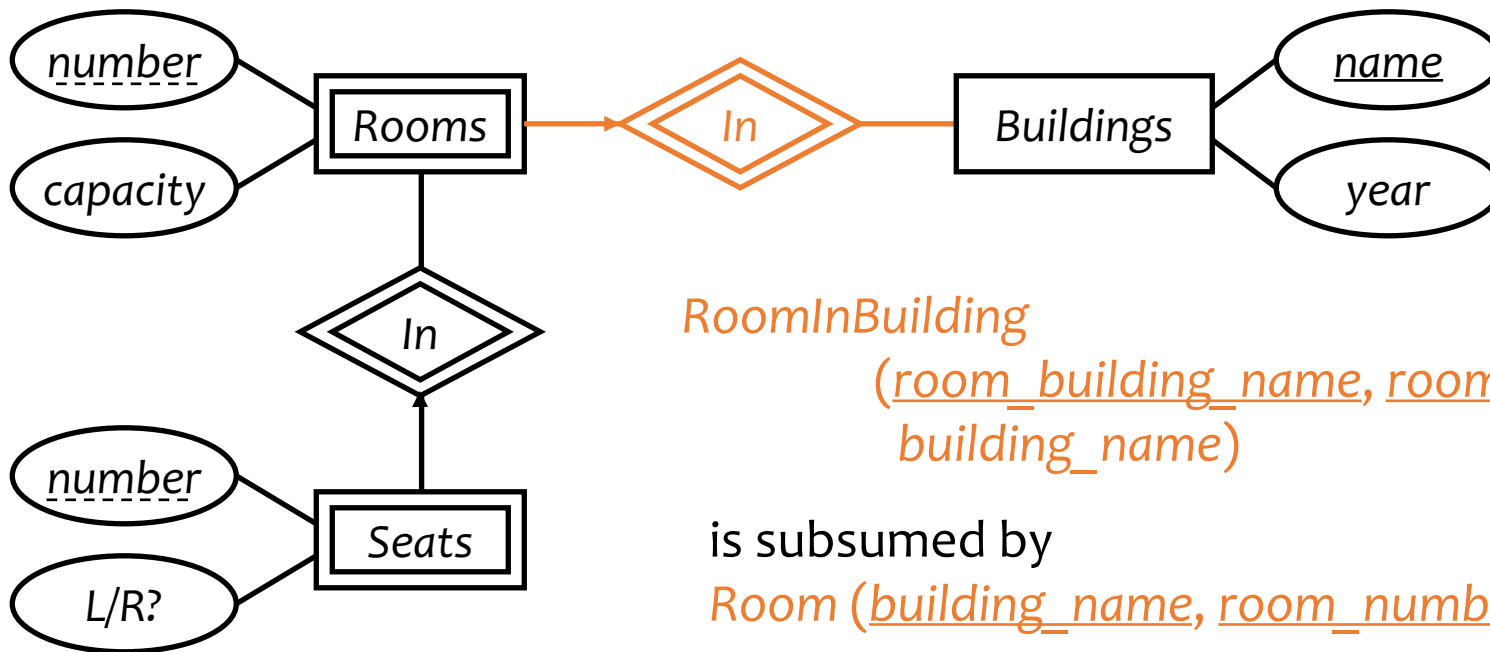 number
capacity
Rooms
In
Buildings
name
year
In
number
L/R?
Seats
RoomInBuilding
(room_building_name, room
building_name)
is subsumed by
Room (building_name, room_numb